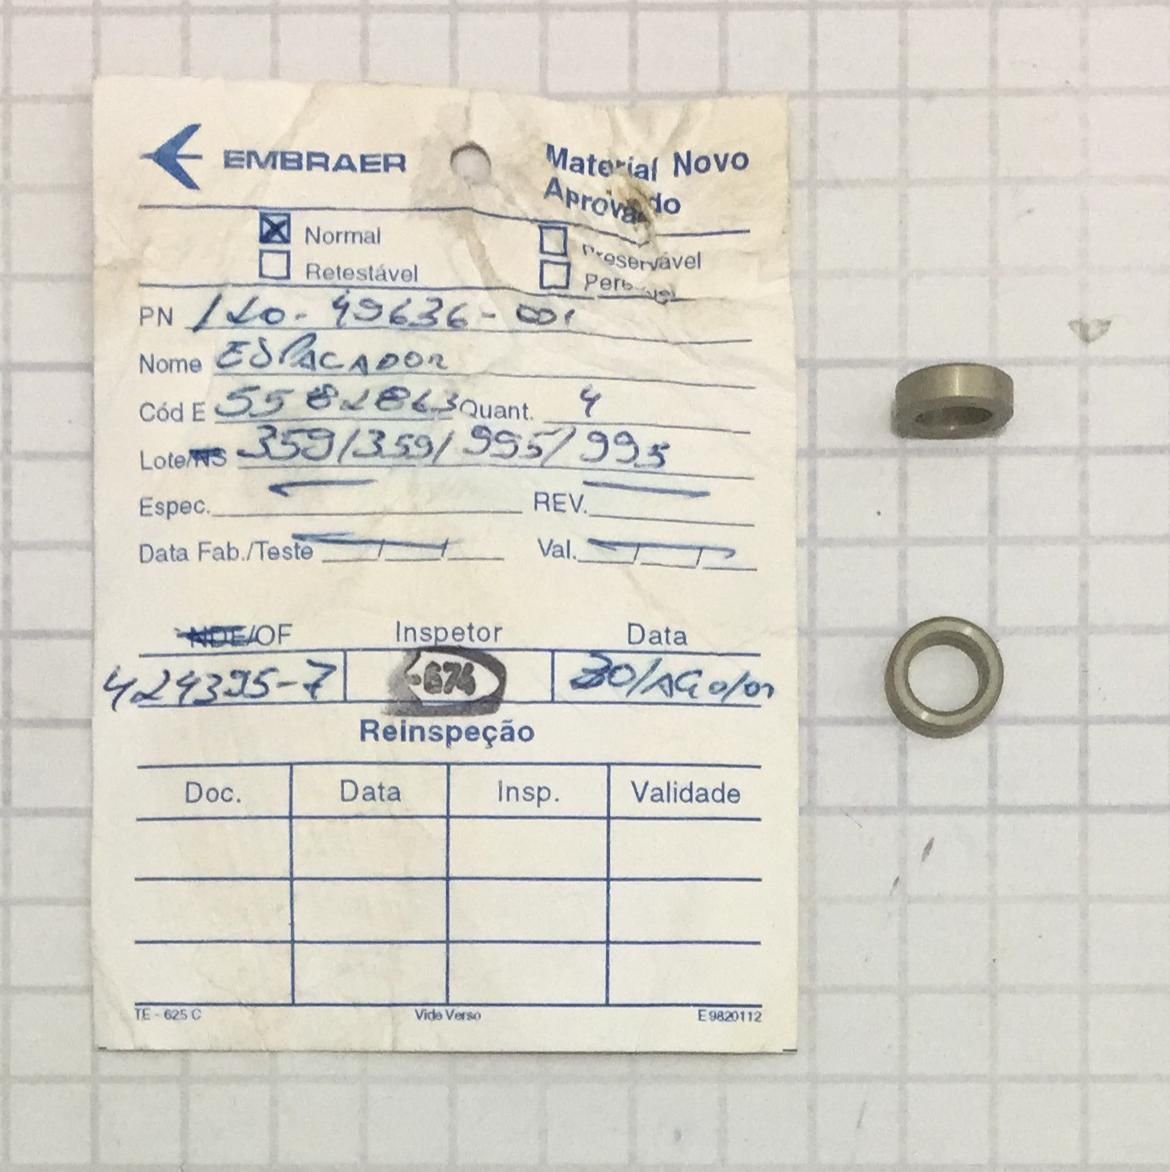 EMBRAER
Material Novo
Aprovado
Normal
Retestável
Preservável
PN 120-49636-001
Nome ESPACADOR
Cód E 5582863 Quant. 4
Lote/NS 359/359/995/995
Espec. REV.
Data Fab./Teste Val.
NDE/OF Inspetor Data
424395-7 674 30/AGO/01
Reinspeção
Doc. Data Insp. Validade
TE - 625 C Vide Verso E9820112